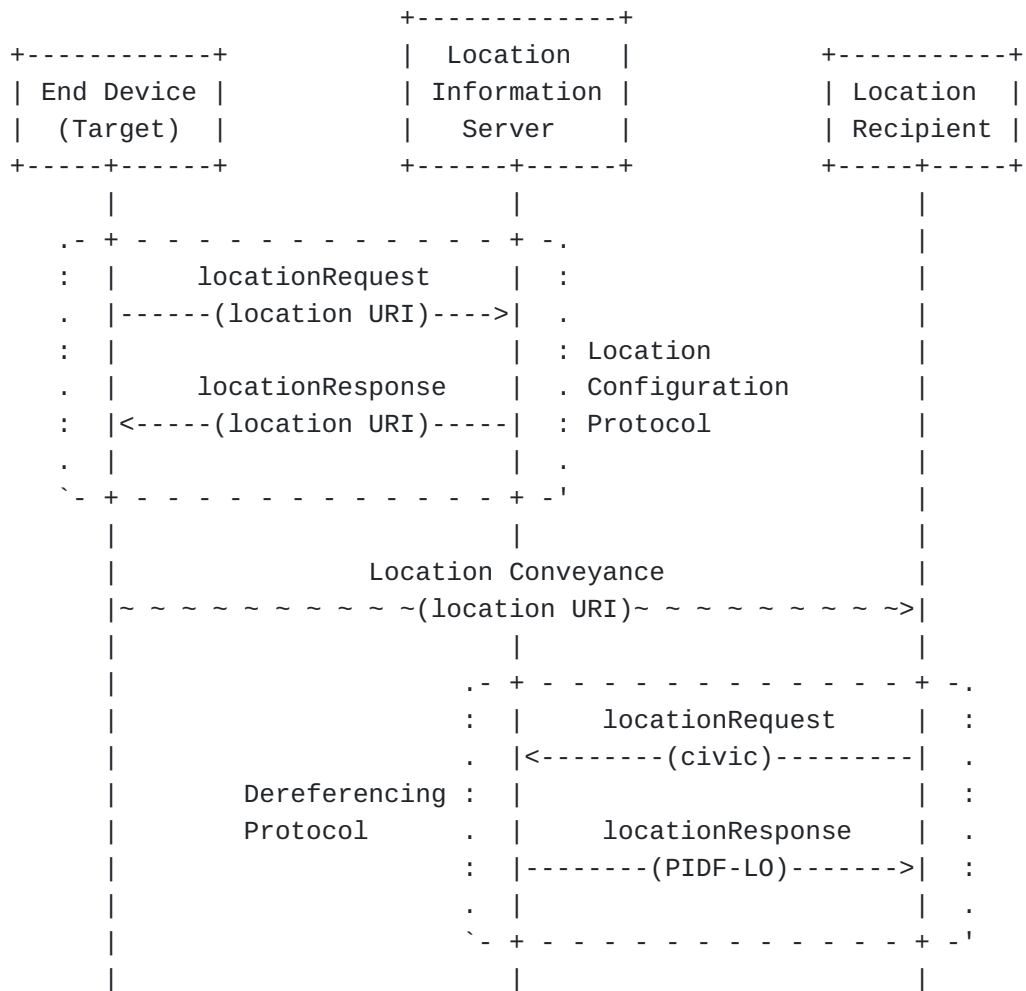 +-------------+
+------------+           |  Location   |            +-----------+
| End Device |           | Information |            | Location  |
|  (Target)  |           |   Server    |            | Recipient |
+-----+------+           +------+------+            +-----+-----+
      |                         |                         |
   .- + - - - - - - - - - - - - + -.                      |
   :  |     locationRequest     |  :                      |
   .  |------(location URI)---->|  .                      |
   :  |                         |  : Location             |
   .  |     locationResponse    |  . Configuration        |
   :  |<-----(location URI)-----|  : Protocol             |
   .  |                         |  .                      |
   `- + - - - - - - - - - - - - + -'                      |
      |                         |                         |
      |                Location Conveyance                |
      |~ ~ ~ ~ ~ ~ ~ ~ ~ ~(location URI)~ ~ ~ ~ ~ ~ ~ ~ ~>|
      |                         |                         |
      |                      .- + - - - - - - - - - - - - + -.
      |                      :  |     locationRequest     |  :
      |                      .  |<--------(civic)---------|  .
      |        Dereferencing :  |                         |  :
      |        Protocol      .  |     locationResponse    |  .
      |                      :  |--------(PIDF-LO)------->|  :
      |                      .  |                         |  .
      |                      `- + - - - - - - - - - - - - + -'
      |                         |                         |